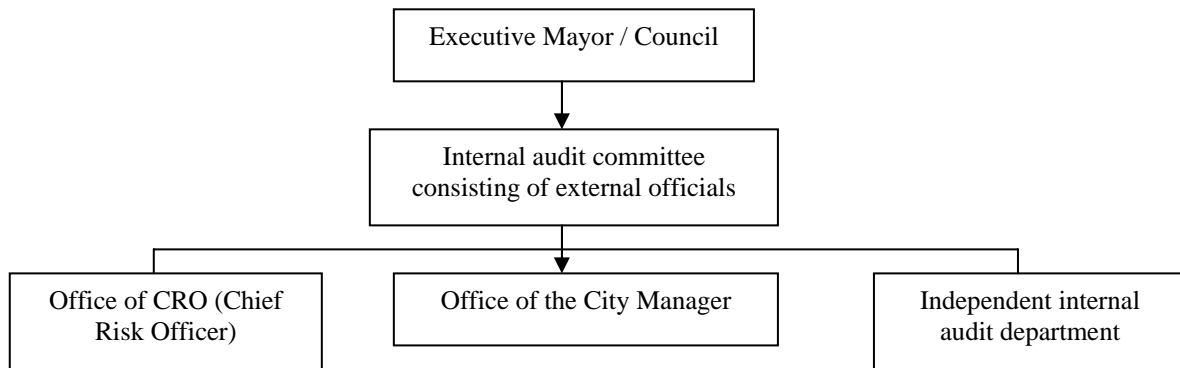 Executive Mayor / Council
Internal audit committee
consisting of external officials
Office of CRO (Chief
Risk Officer)
Office of the City Manager
Independent internal
audit department